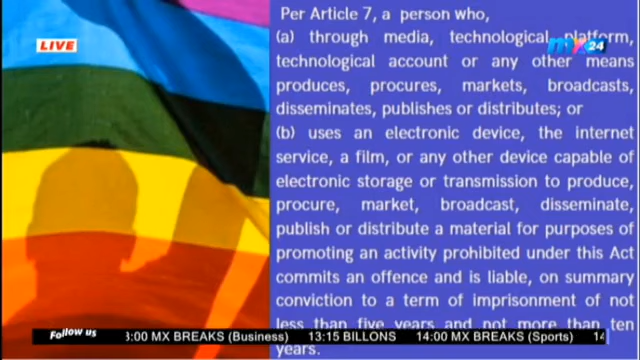 Per Article 7, a person who,
LIVE
(a) through media, technological platform,
mx24
technological account or any other means
produces, procures, markets, broadcasts,
disseminates, publishes or distributes; or
(b) uses an electronic device, the internet
service, a film, or any other device capable of
electronic storage or transmission to produce,
procure, market, broadcast, disseminate,
publish or distribute a material for purposes of
promoting an activity prohibited under this Act
commits an offence and is liable, on summary
conviction to a term of imprisonment of not
less than five years and not more than ten
years.
Follow us
3:00 MX BREAKS (Business) 13:15 BILLONS 14:00 MX BREAKS (Sports) 14